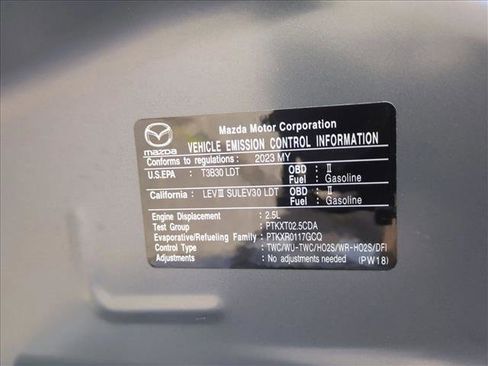 Mazda Motor Corporation
mazda
VEHICLE EMISSION CONTROL INFORMATION
Conforms to regulations: 2023 MY
U.S.EPA : T3B30 LDT OBD : II
Fuel : Gasoline
California : LEVⅢ SULEV30 LDT OBD : II
Fuel : Gasoline
Engine Displacement : 2.5L
Test Group : PTKXT02.5CDA
Evaporative/Refueling Family : PTKXR0117GCQ
Control Type : TWC/WU-TWC/HO2S/WR-HO2S/DFI
Adjustments : No adjustments needed (PW18)